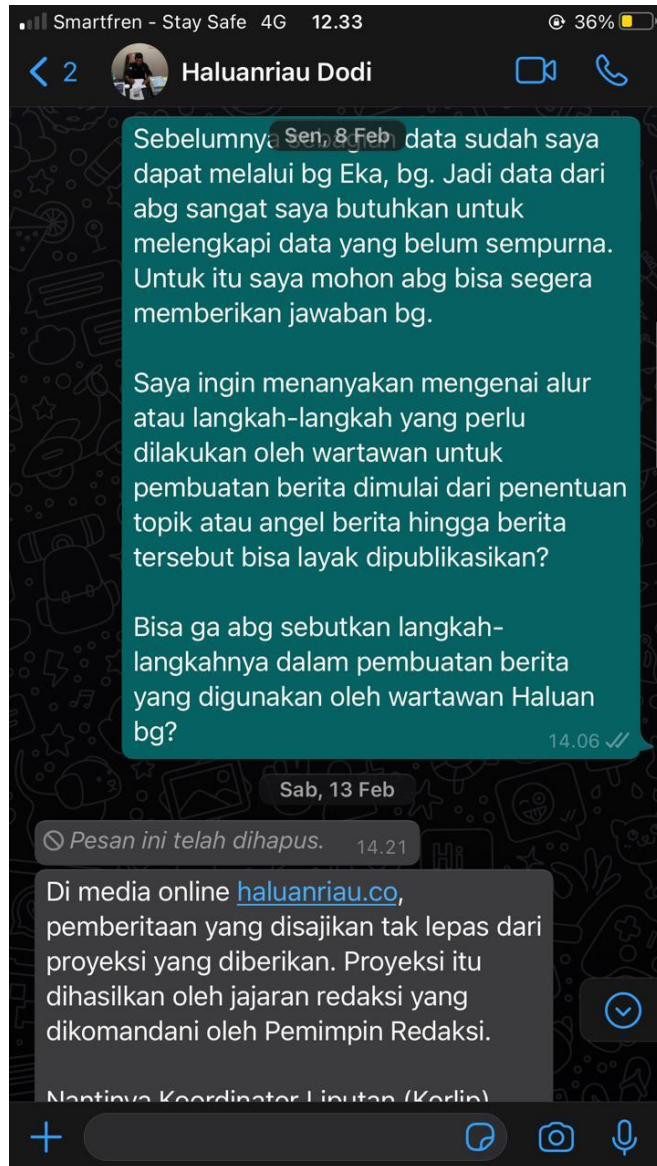 Smartfren - Stay Safe 4G 12.33 36%
2 Haluanriau Dodi
Sen, 8 Feb
Sebelumnya sebagian data sudah saya
dapat melalui bg Eka, bg. Jadi data dari
abg sangat saya butuhkan untuk
melengkapi data yang belum sempurna.
Untuk itu saya mohon abg bisa segera
memberikan jawaban bg.
Saya ingin menanyakan mengenai alur
atau langkah-langkah yang perlu
dilakukan oleh wartawan untuk
pembuatan berita dimulai dari penentuan
topik atau angel berita hingga berita
tersebut bisa layak dipublikasikan?
Bisa ga abg sebutkan langkah-
langkahnya dalam pembuatan berita
yang digunakan oleh wartawan Haluan
bg?
14.06
Sab, 13 Feb
Pesan ini telah dihapus. 14.21
Di media online haluanriau.co,
pemberitaan yang disajikan tak lepas dari
proyeksi yang diberikan. Proyeksi itu
dihasilkan oleh jajaran redaksi yang
dikomandani oleh Pemimpin Redaksi.
Nantinya Koordinator Liputan (Korlip)